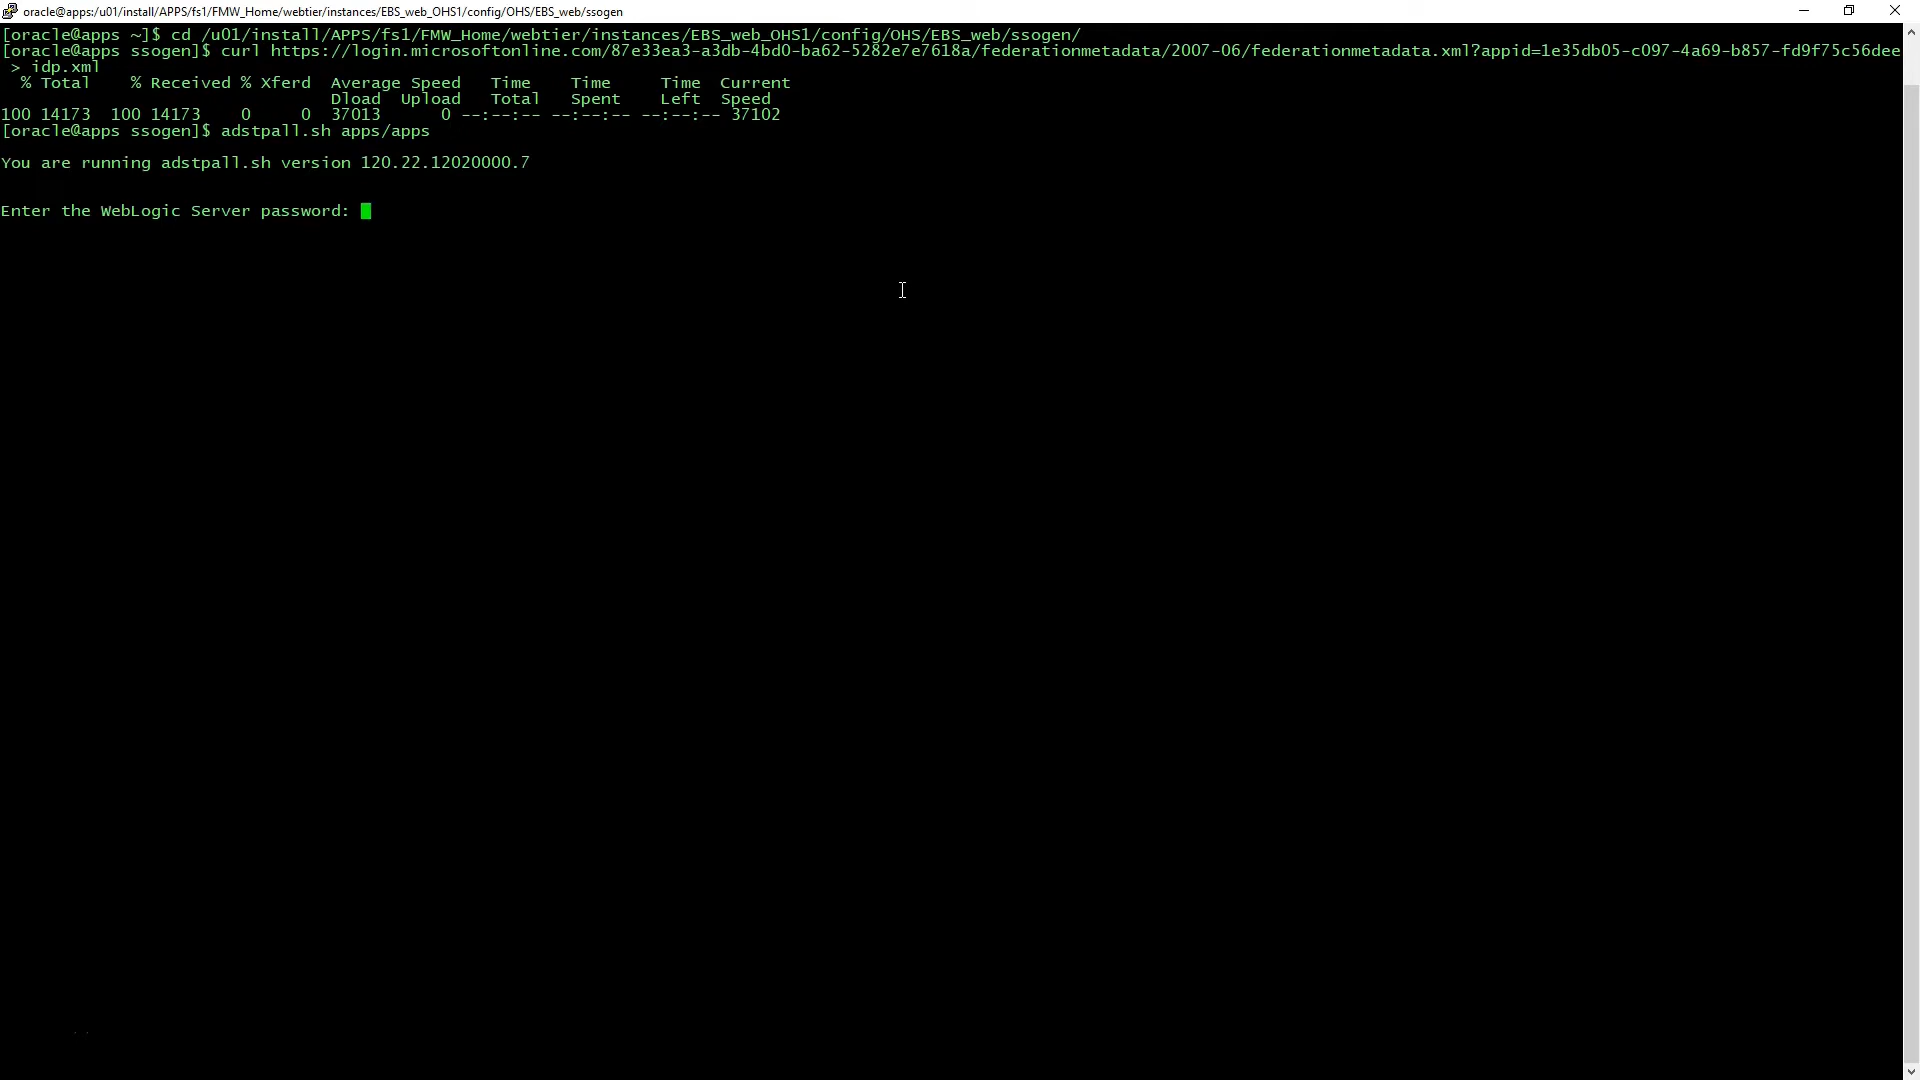 oracle@apps:/u01/install/APPS/fs1/FMW_Home/webtier/instances/EBS_web_OHS1/config/OHS/EBS_web/ssogen
[oracle@apps ~]$ cd /u01/install/APPS/fs1/FMW_Home/webtier/instances/EBS_web_OHS1/config/OHS/EBS_web/ssogen/
[oracle@apps ssogen]$ curl https://login.microsoftonline.com/87e33ea3-a3db-4bd0-ba62-5282e7e7618a/federationmetadata/2007-06/federationmetadata.xml?appid=1e35db05-c097-4a69-b857-fd9f75c56dee
 > idp.xml
  % Total    % Received % Xferd  Average Speed   Time    Time     Time  Current
                                 Dload  Upload   Total   Spent    Left  Speed
100 14173  100 14173    0     0  37013      0 --:--:-- --:--:-- --:--:-- 37102
[oracle@apps ssogen]$ adstpall.sh apps/apps
You are running adstpall.sh version 120.22.12020000.7
Enter the WebLogic Server password: